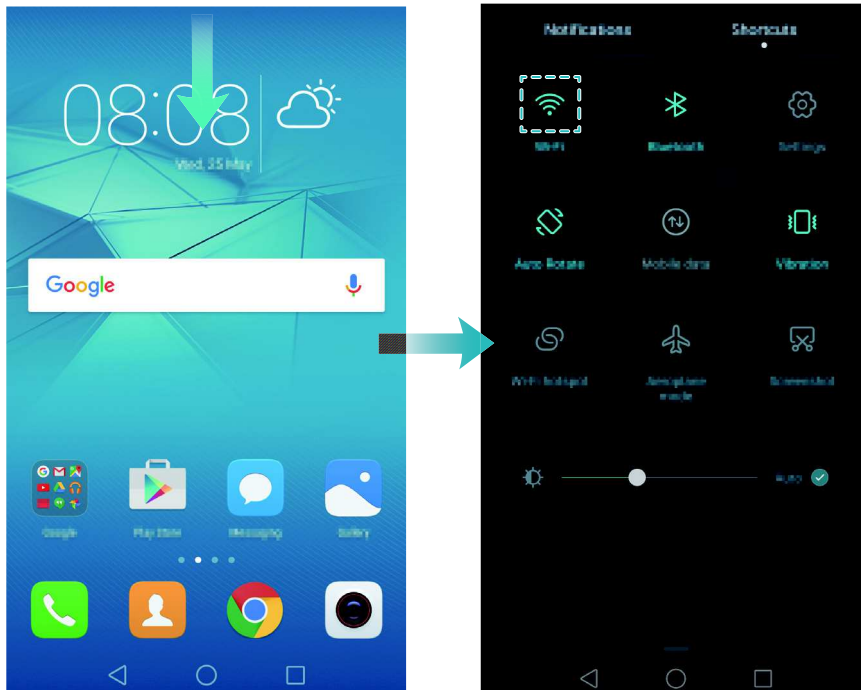 08:08
Wed, 25 May
Google
Google
Play Store
Messaging
Gallery
Notifications
Shortcuts
Wi-Fi
Bluetooth
Settings
Auto Rotate
Mobile data
Vibration
Wi-Fi hotspot
Aeroplane
mode
Screenshot
Auto